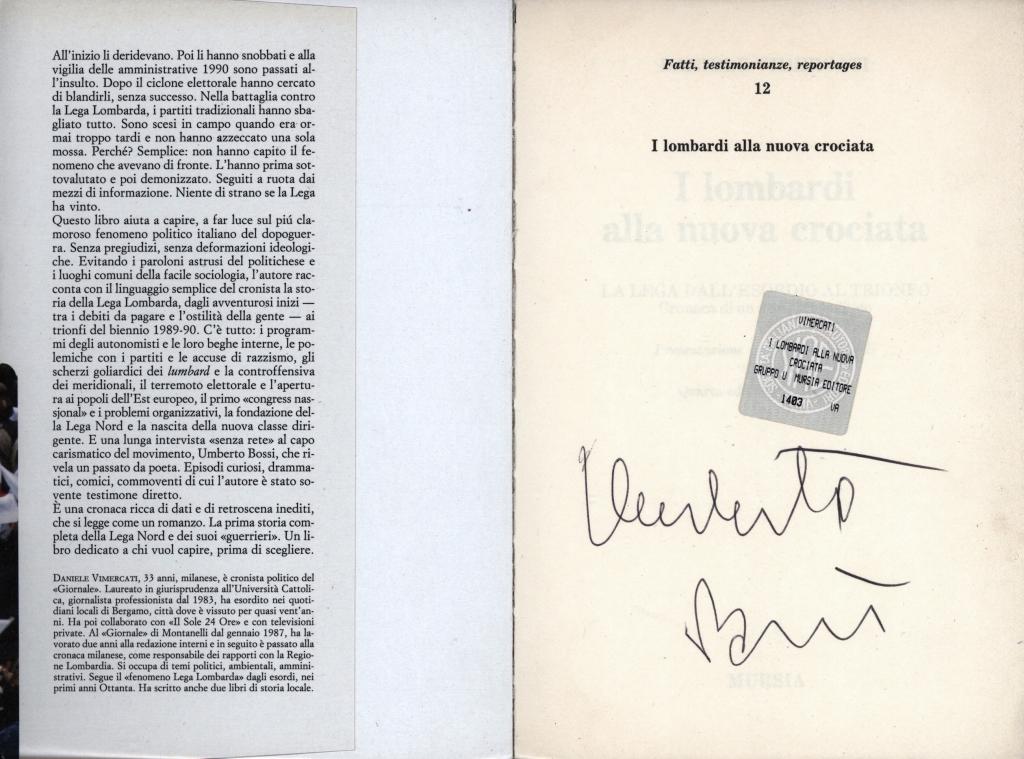 All'inizio li deridevano. Poi li hanno snobbati e alla
vigilia delle amministrative 1990 sono passati al-
l'insulto. Dopo il ciclone elettorale hanno cercato
di blandirli, senza successo. Nella battaglia contro
la Lega Lombarda, i partiti tradizionali hanno sba-
gliato tutto. Sono scesi in campo quando era or-
mai troppo tardi e non hanno azzeccato una sola
mossa. Perché? Semplice: non hanno capito il fe-
nomeno che avevano di fronte. L'hanno prima sot-
tovalutato e poi demonizzato. Seguiti a ruota dai
mezzi di informazione. Niente di strano se la Lega
ha vinto.
Questo libro aiuta a capire, a far luce sul piú cla-
moroso fenomeno politico italiano del dopoguer-
ra. Senza pregiudizi, senza deformazioni ideologi-
che. Evitando i paroloni astrusi del politichese e
i luoghi comuni della facile sociologia, l'autore rac-
conta con il linguaggio semplice del cronista la sto-
ria della Lega Lombarda, dagli avventurosi inizi —
tra i debiti da pagare e l'ostilità della gente — ai
trionfi del biennio 1989-90. C'è tutto: i program-
mi degli autonomisti e le loro beghe interne, le po-
lemiche con i partiti e le accuse di razzismo, gli
scherzi goliardici dei lumbard e la controffensiva
dei meridionali, il terremoto elettorale e l'apertu-
ra ai popoli dell'Est europeo, il primo «congress nas-
sjonal» e i problemi organizzativi, la fondazione del-
la Lega Nord e la nascita della nuova classe diri-
gente. E una lunga intervista «senza rete» al capo
carismatico del movimento, Umberto Bossi, che ri-
vela un passato da poeta. Episodi curiosi, dramma-
tici, comici, commoventi di cui l'autore è stato so-
vente testimone diretto.
È una cronaca ricca di dati e di retroscena inediti,
che si legge come un romanzo. La prima storia com-
pleta della Lega Nord e dei suoi «guerrieri». Un li-
bro dedicato a chi vuol capire, prima di scegliere.
DANIELE VIMERCATI, 33 anni, milanese, è cronista politico del
«Giornale». Laureato in giurisprudenza all'Università Cattoli-
ca, giornalista professionista dal 1983, ha esordito nei quoti-
diani locali di Bergamo, città dove è vissuto per quasi vent'an-
ni. Ha poi collaborato con «Il Sole 24 Ore» e con televisioni
private. Al «Giornale» di Montanelli dal gennaio 1987, ha la-
vorato due anni alla redazione interni e in seguito è passato alla
cronaca milanese, come responsabile dei rapporti con la Regio-
ne Lombardia. Si occupa di temi politici, ambientali, ammini-
strativi. Segue il «fenomeno Lega Lombarda» dagli esordi, nei
primi anni Ottanta. Ha scritto anche due libri di storia locale.
Fatti, testimonianze, reportages
12
I lombardi alla nuova crociata
I lombardi
alla nuova crociata
LA LEGA DALL'ESORDIO AL TRIONFO
VIMERCATI
I LOMBARDI ALLA NUOVA
CROCIATA
GRUPPO U MURSIA EDITORE
1403 VA
Umberto
Bossi
MURSIA